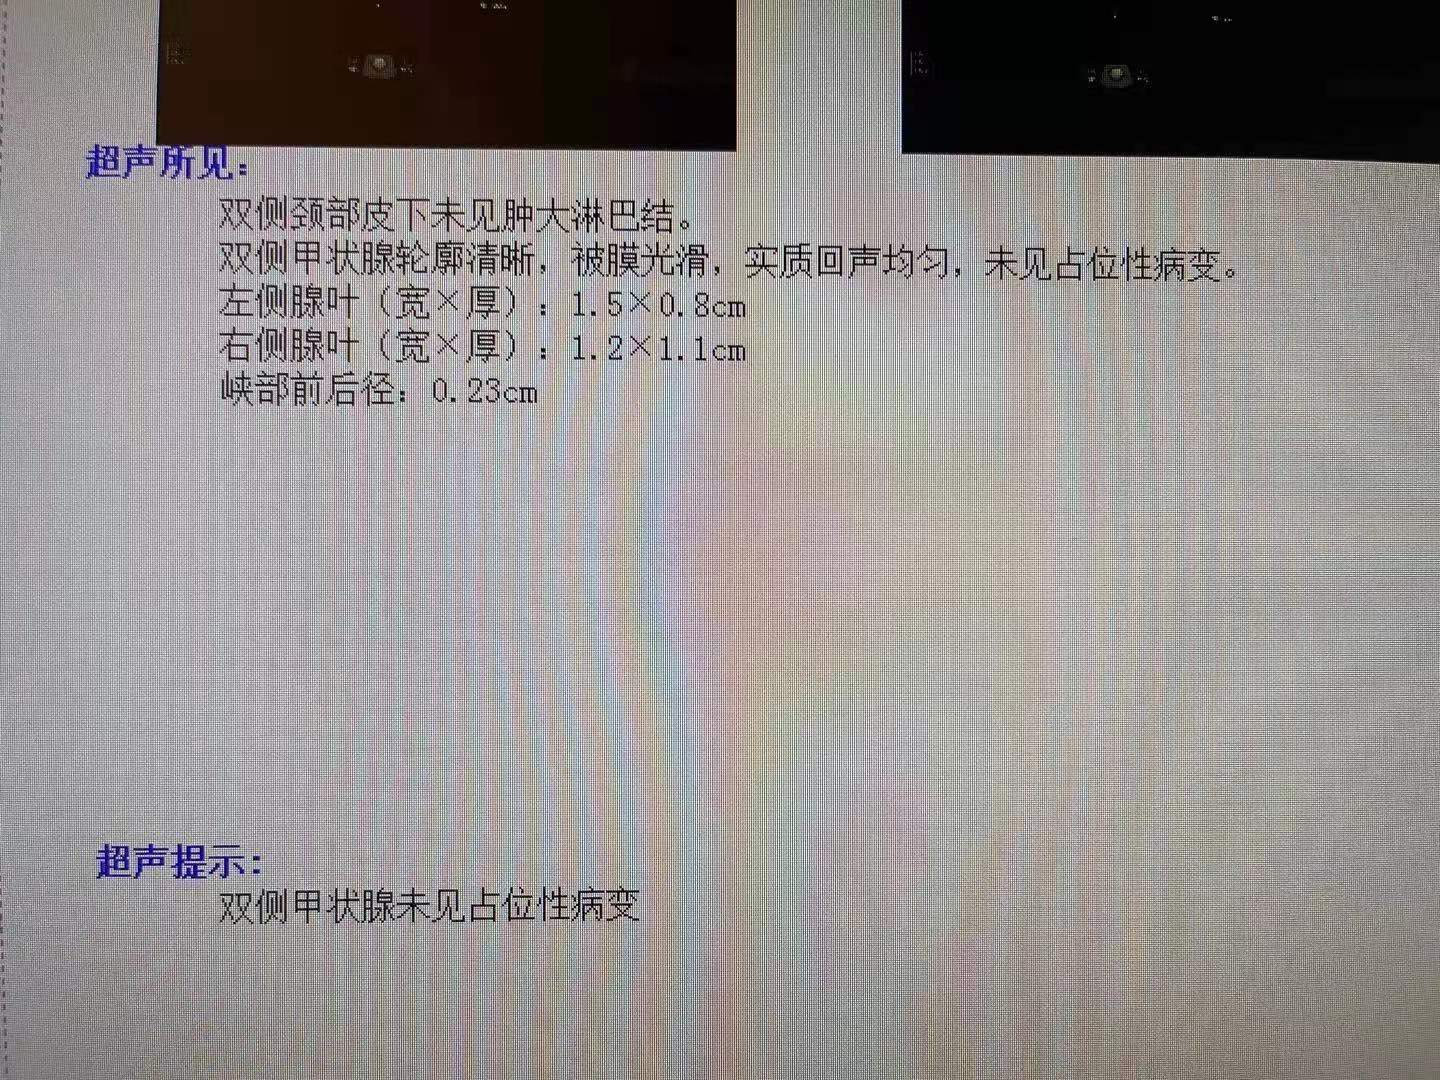 超声所见：
双侧颈部皮下未见肿大淋巴结。
双侧甲状腺轮廓清晰，被膜光滑，实质回声均匀，未见占位性病变。
左侧腺叶（宽×厚）：1.5×0.8cm
右侧腺叶（宽×厚）：1.2×1.1cm
峡部前后径：0.23cm
超声提示：
双侧甲状腺未见占位性病变